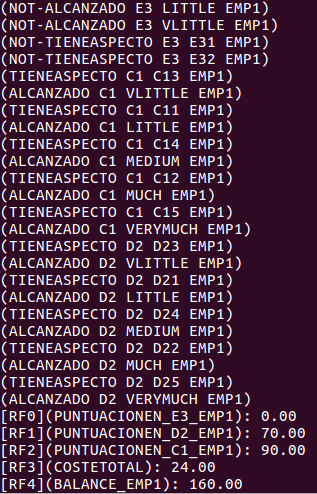 (NOT-ALCANZADO E3 LITTLE EMP1)
(NOT-ALCANZADO E3 VLITTLE EMP1)
(NOT-TIENEASPECTO E3 E31 EMP1)
(NOT-TIENEASPECTO E3 E32 EMP1)
(TIENEASPECTO C1 C13 EMP1)
(ALCANZADO C1 VLITTLE EMP1)
(TIENEASPECTO C1 C11 EMP1)
(ALCANZADO C1 LITTLE EMP1)
(TIENEASPECTO C1 C14 EMP1)
(ALCANZADO C1 MEDIUM EMP1)
(TIENEASPECTO C1 C12 EMP1)
(ALCANZADO C1 MUCH EMP1)
(TIENEASPECTO C1 C15 EMP1)
(ALCANZADO C1 VERYMUCH EMP1)
(TIENEASPECTO D2 D23 EMP1)
(ALCANZADO D2 VLITTLE EMP1)
(TIENEASPECTO D2 D21 EMP1)
(ALCANZADO D2 LITTLE EMP1)
(TIENEASPECTO D2 D24 EMP1)
(ALCANZADO D2 MEDIUM EMP1)
(TIENEASPECTO D2 D22 EMP1)
(ALCANZADO D2 MUCH EMP1)
(TIENEASPECTO D2 D25 EMP1)
(ALCANZADO D2 VERYMUCH EMP1)
[RF0](PUNTUACIONEN_E3_EMP1): 0.00
[RF1](PUNTUACIONEN_D2_EMP1): 70.00
[RF2](PUNTUACIONEN_C1_EMP1): 90.00
[RF3](COSTETOTAL): 24.00
[RF4](BALANCE_EMP1): 160.00